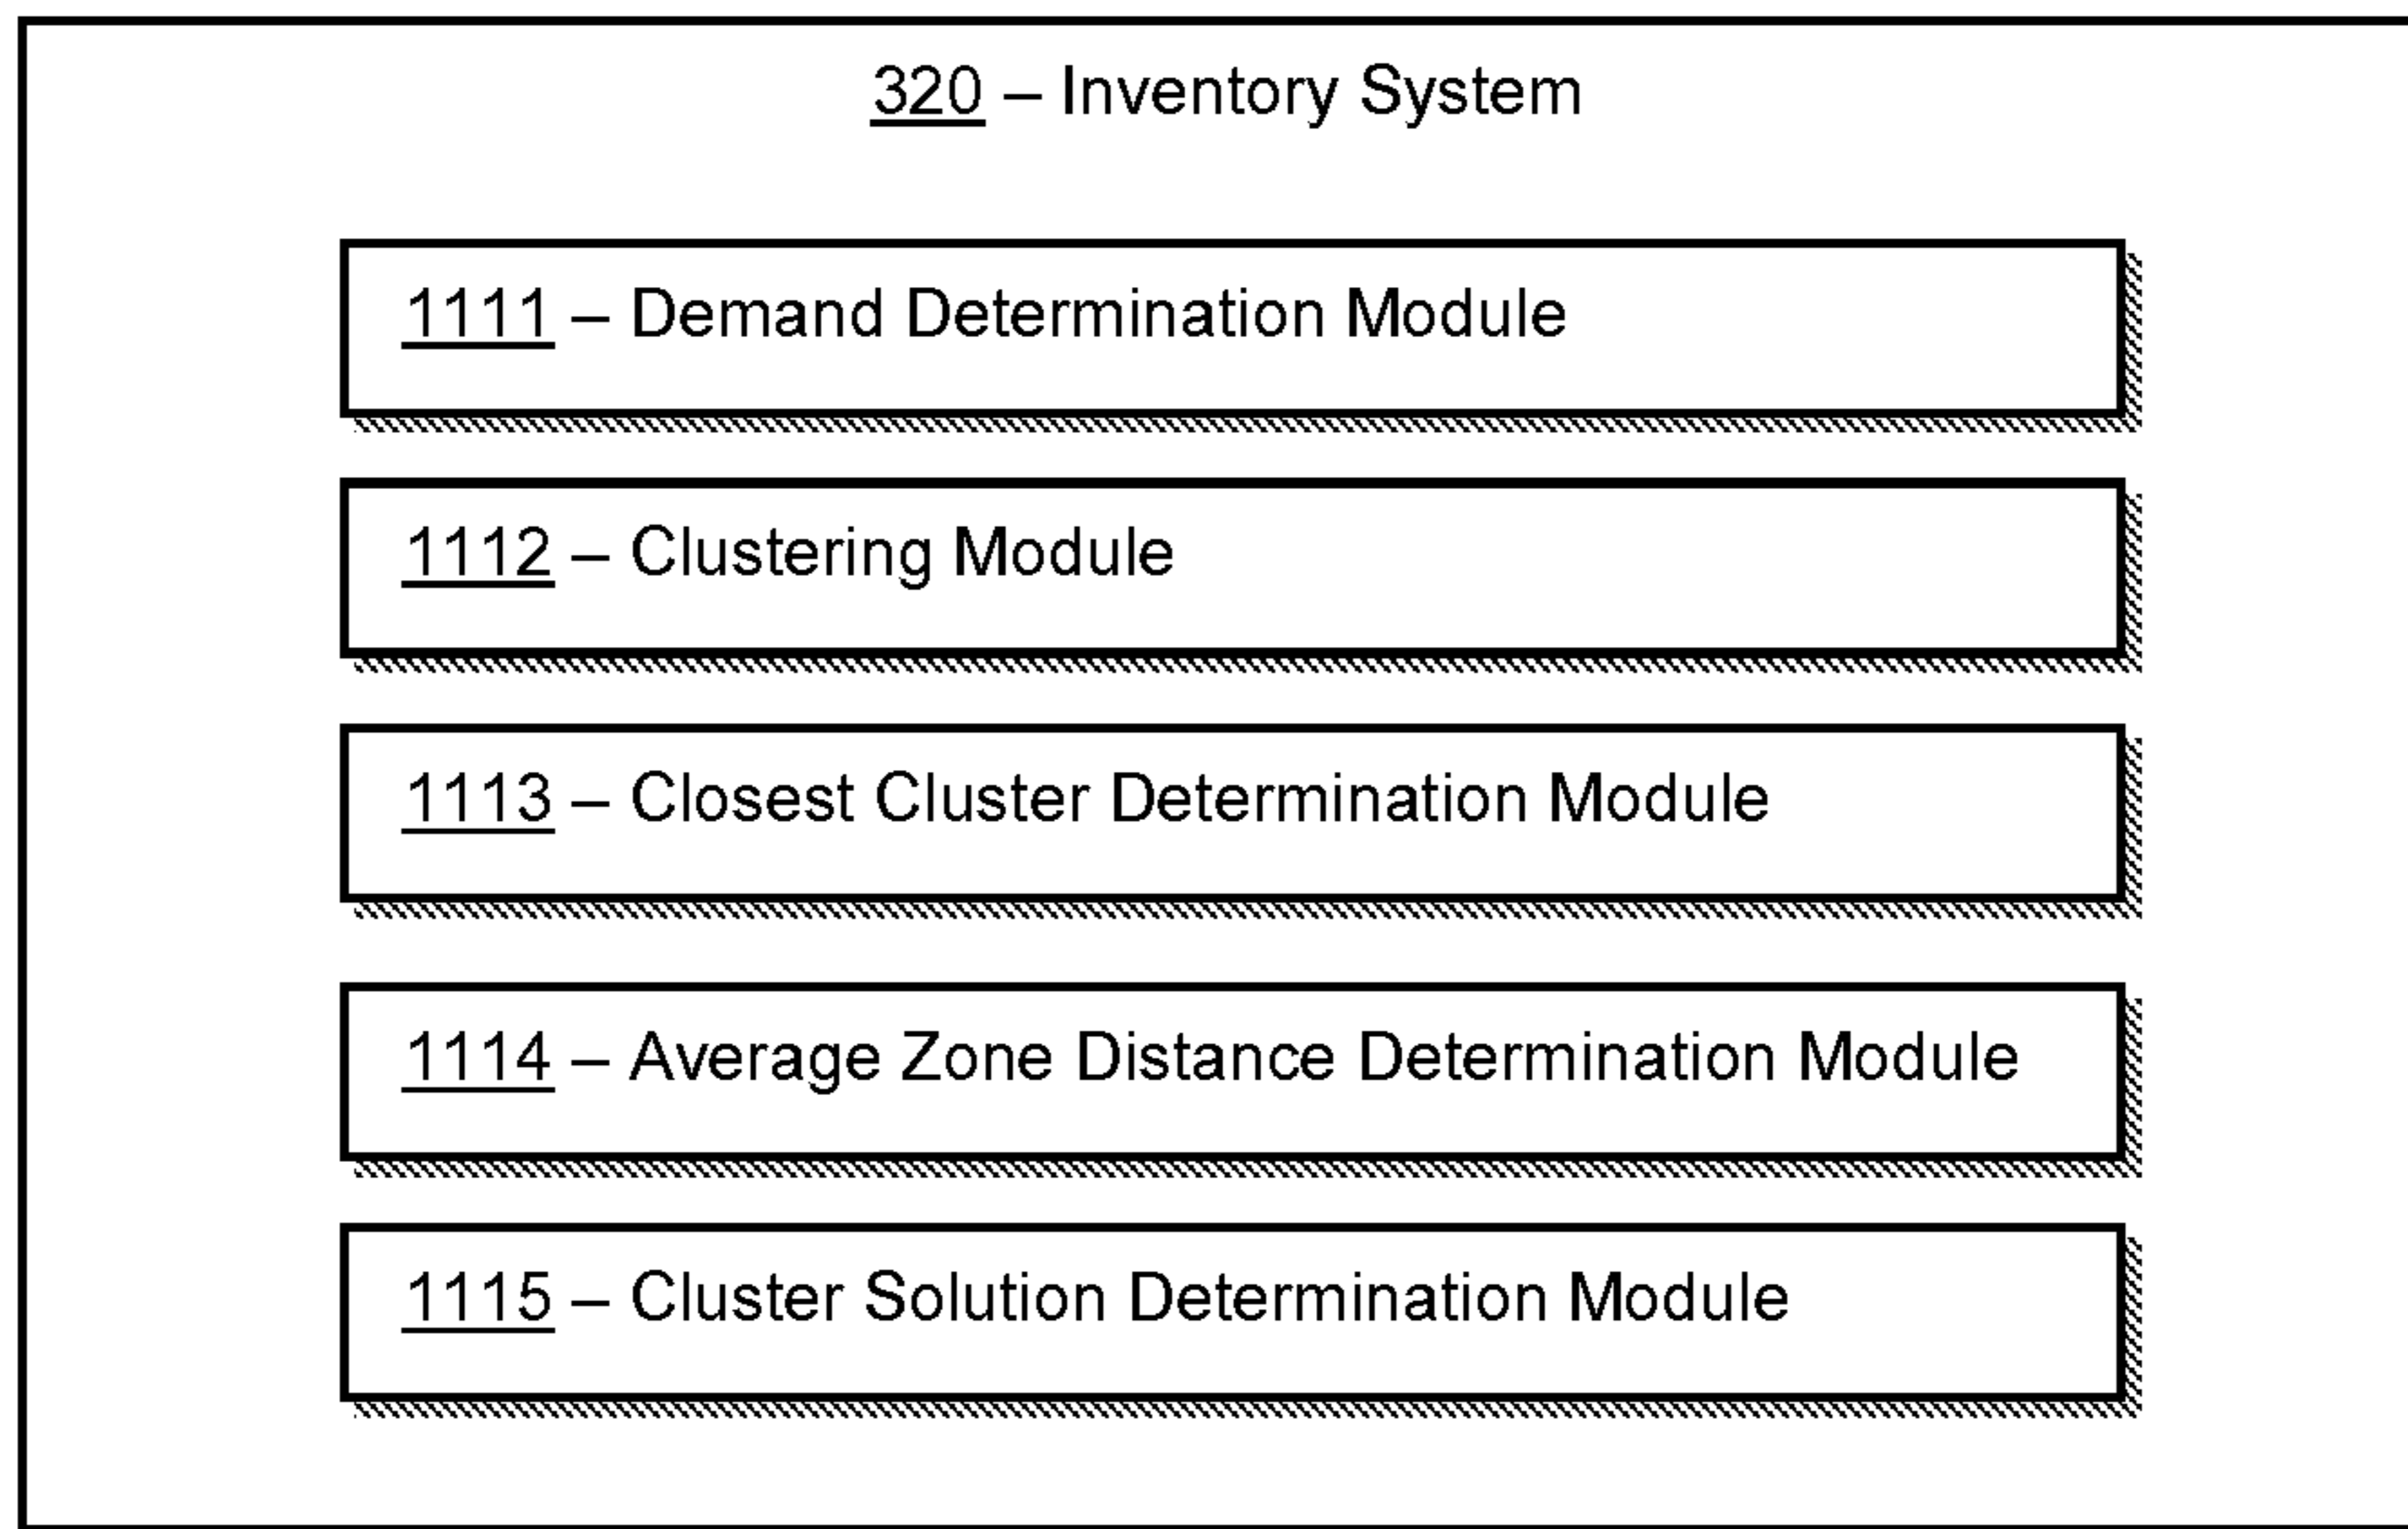 320 – Inventory System
1111 – Demand Determination Module
1112 – Clustering Module
1113 – Closest Cluster Determination Module
1114 – Average Zone Distance Determination Module
1115 – Cluster Solution Determination Module